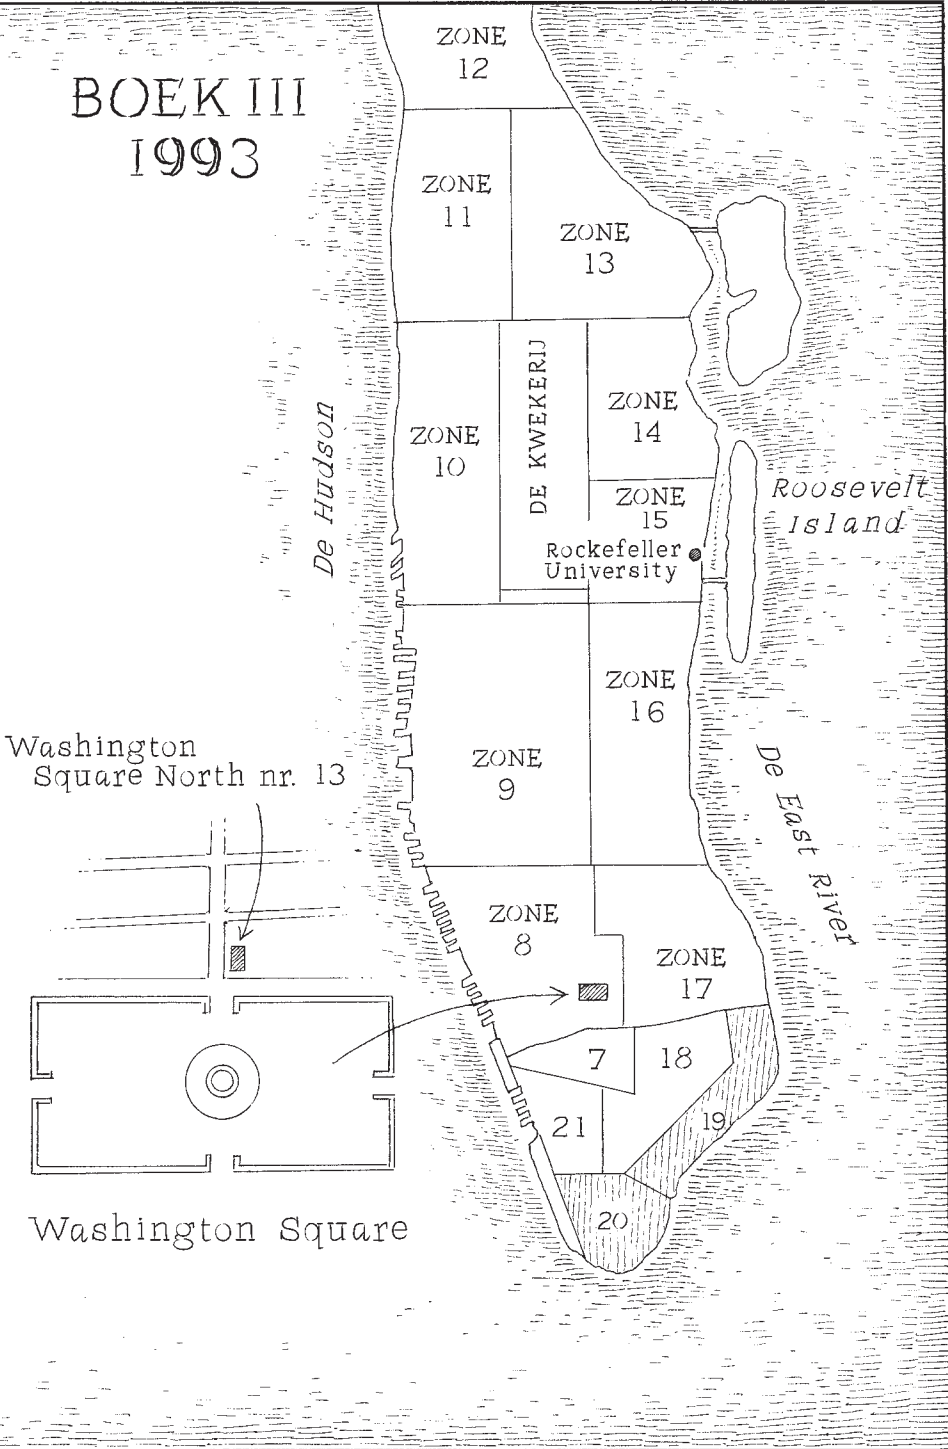 BOEK III
1993
ZONE
12
ZONE
11
ZONE
13
De Hudson
ZONE
10
DE KWEKERIJ
ZONE
14
ZONE
15
Rockefeller
University
Roosevelt
Island
ZONE
16
ZONE
9
De East River
Washington
Square North nr. 13
ZONE
8
ZONE
17
7
18
19
21
20
Washington Square